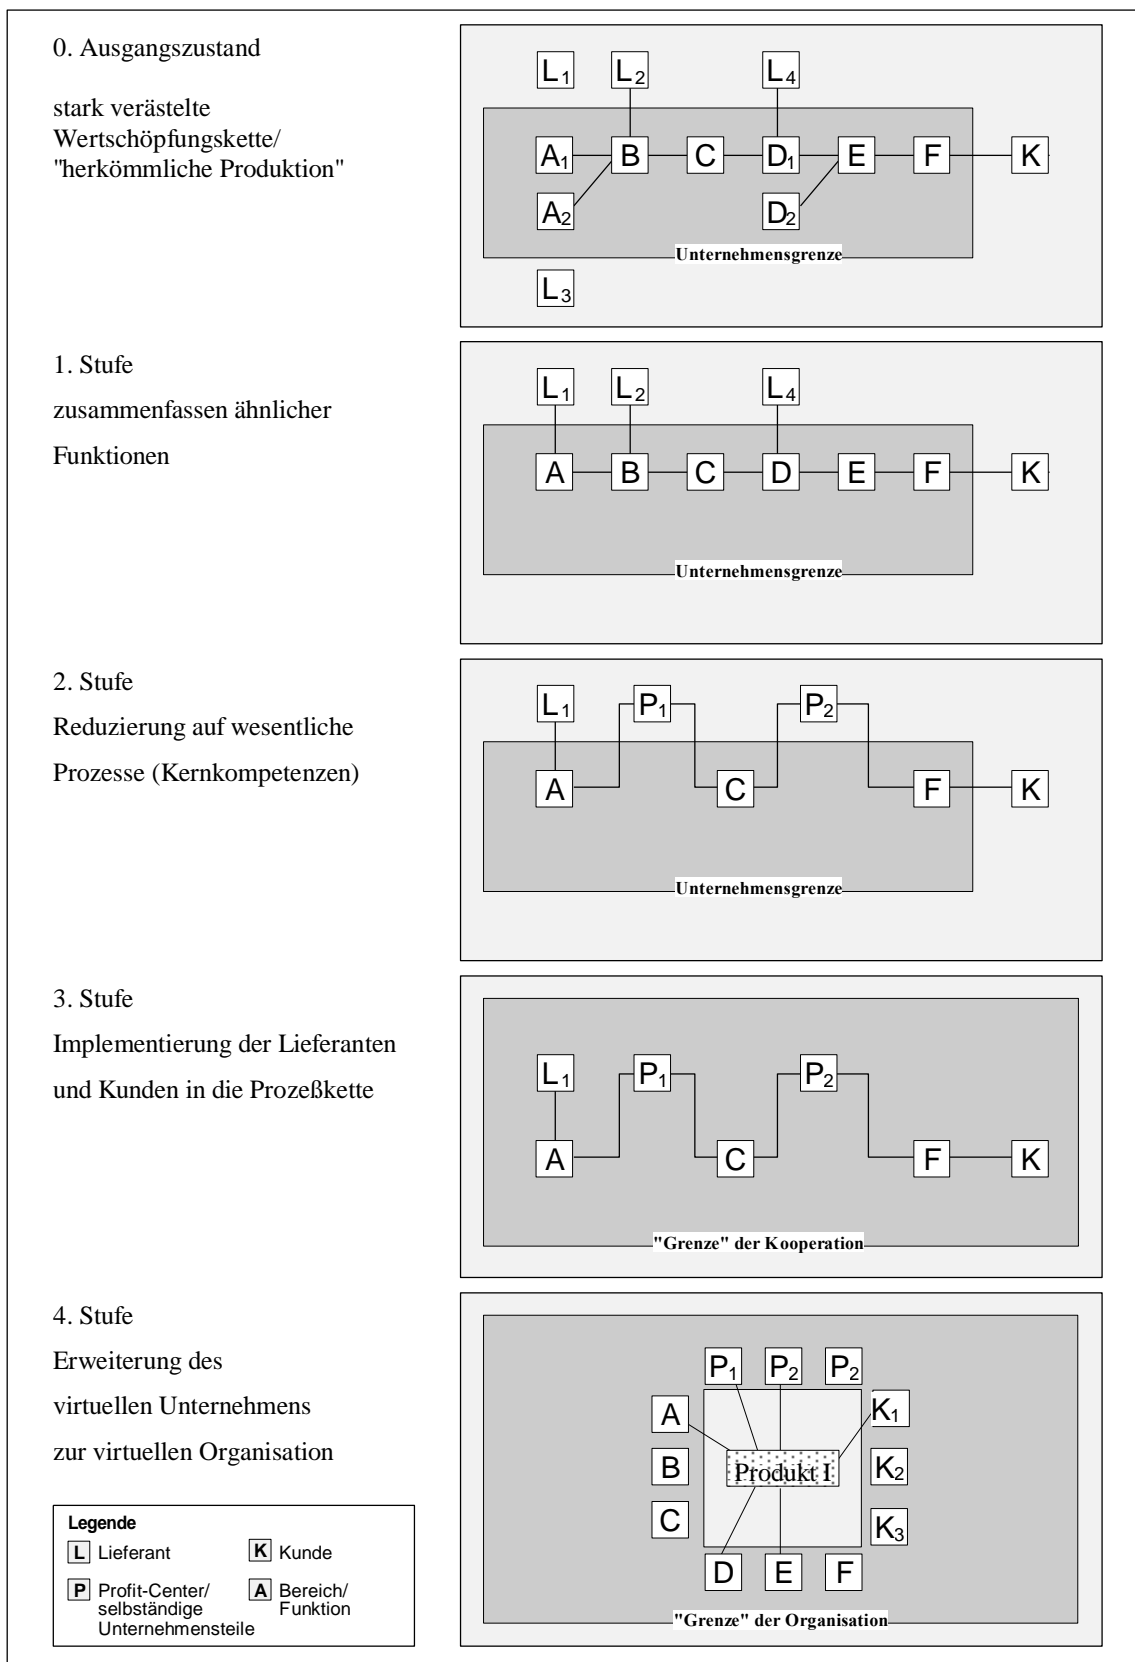 0. Ausgangszustand
stark verästelte
Wertschöpfungskette/
"herkömmliche Produktion"
L1 L2 L4
A1 B C D1 E F K
A2 D2
Unternehmensgrenze
L3
1. Stufe
zusammenfassen ähnlicher
Funktionen
L1 L2 L4
A B C D E F K
Unternehmensgrenze
2. Stufe
Reduzierung auf wesentliche
Prozesse (Kernkompetenzen)
L1 P1 P2
A C F K
Unternehmensgrenze
3. Stufe
Implementierung der Lieferanten
und Kunden in die Prozeßkette
L1 P1 P2
A C F K
"Grenze" der Kooperation
4. Stufe
Erweiterung des
virtuellen Unternehmens
zur virtuellen Organisation
P1 P2 P2
A K1
B Produkt I K2
C K3
D E F
"Grenze" der Organisation
Legende
L Lieferant K Kunde
P Profit-Center/
selbständige
Unternehmensteile
A Bereich/
Funktion